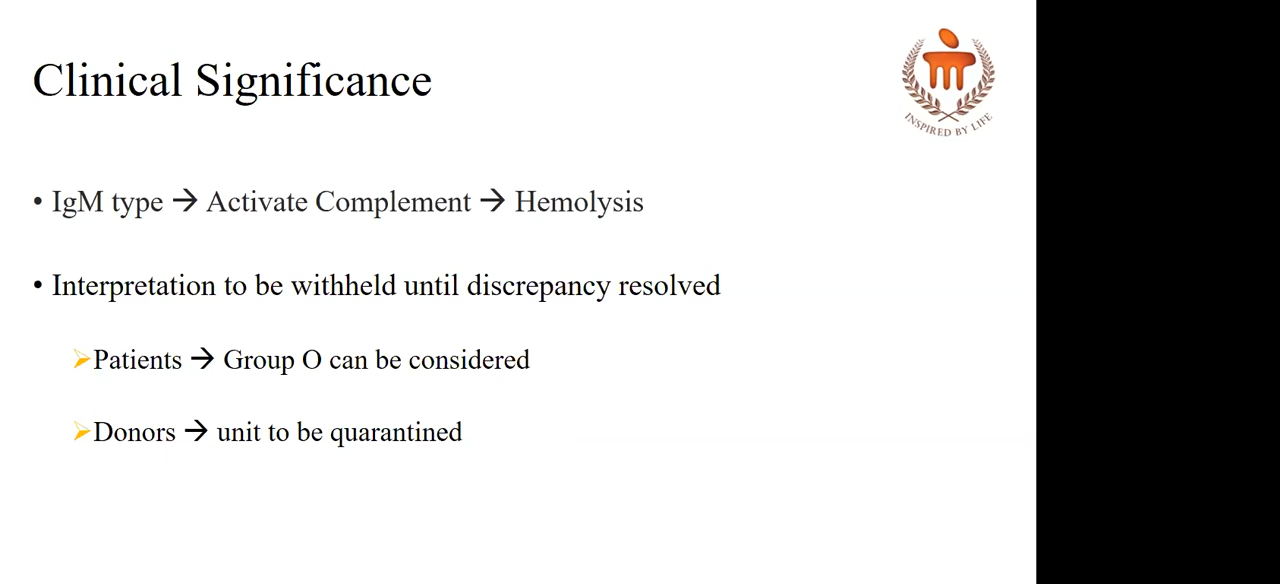 Clinical Significance
INSPIRED BY LIFE
• IgM type → Activate Complement → Hemolysis
• Interpretation to be withheld until discrepancy resolved
➢Patients → Group O can be considered
➢Donors → unit to be quarantined